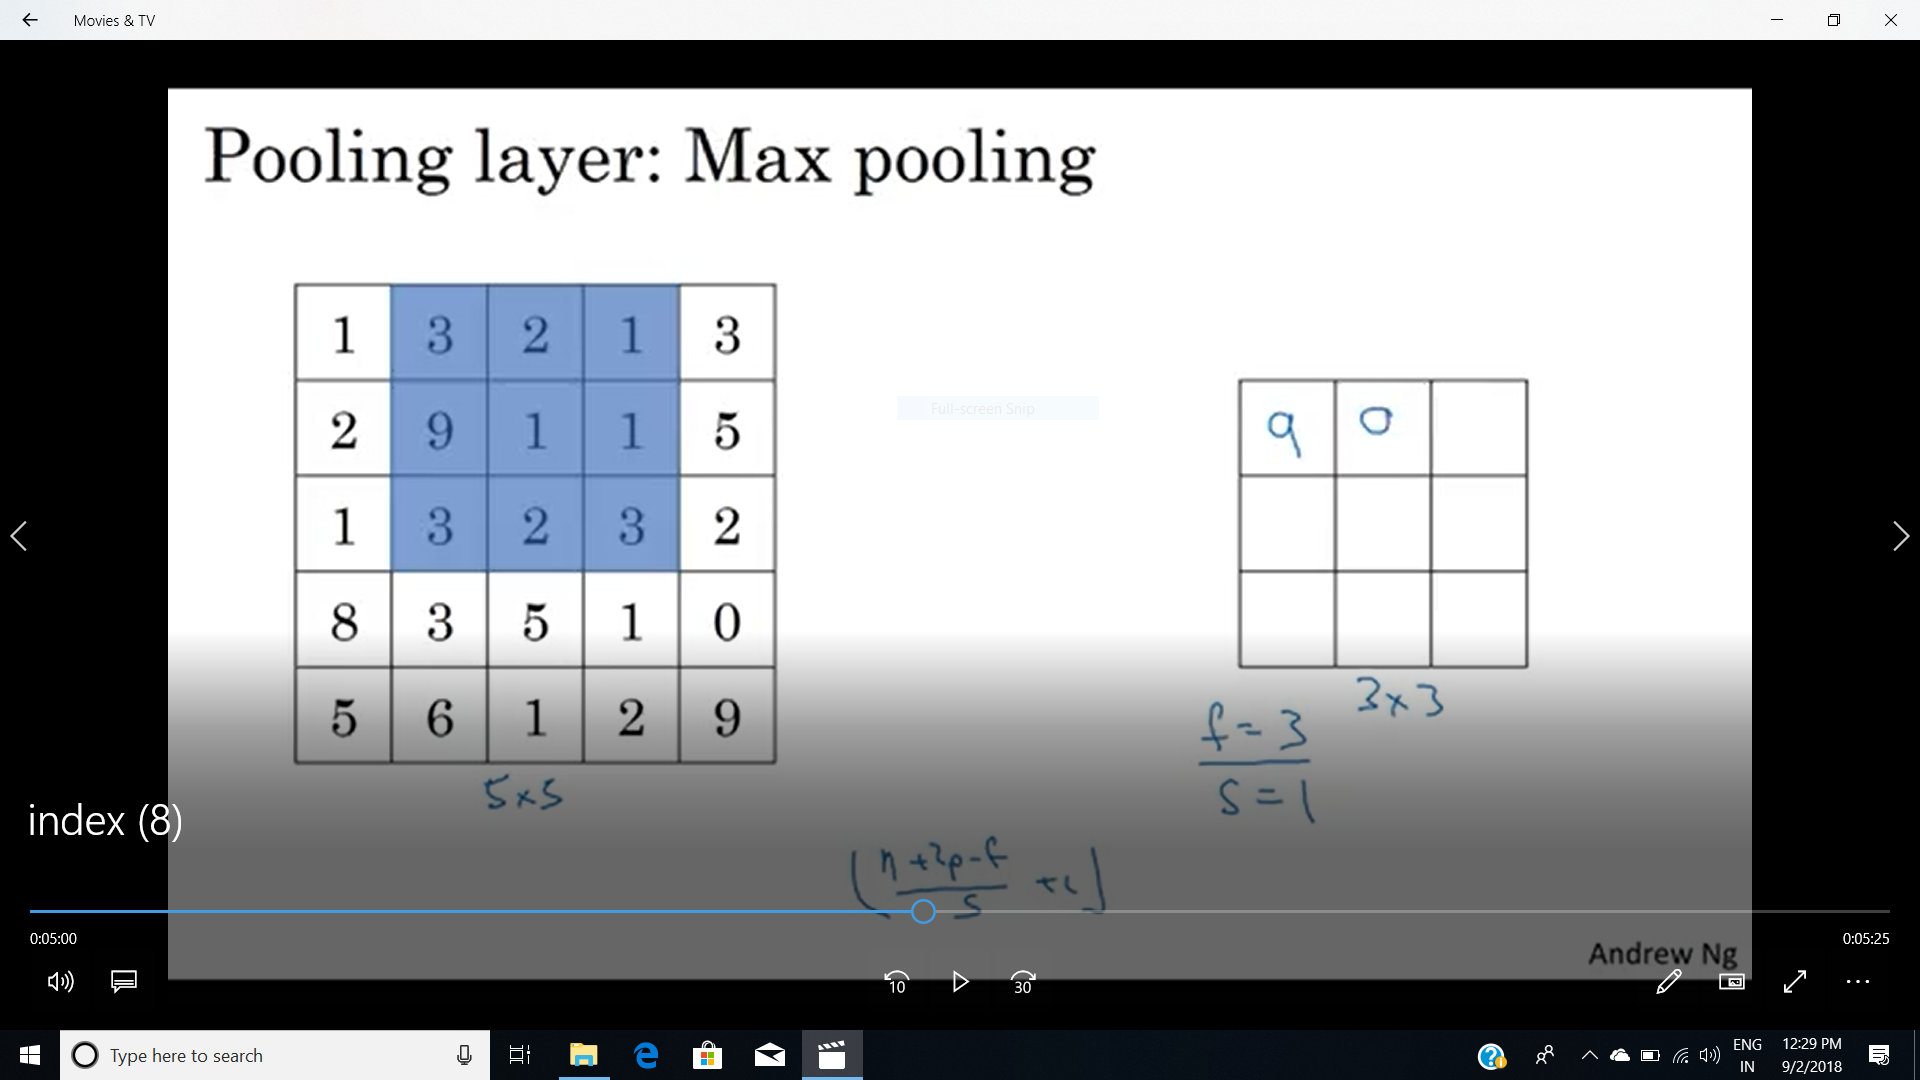 Movies & TV
Pooling layer: Max pooling
1 3 2 1 3
2 9 1 1 5
1 3 2 3 2
8 3 5 1 0
5 6 1 2 9
5x5
Full-screen Snip
9 0
3x3
f=3
s=1
n+2p-f
s
+1
index (8)
0:05:00
0:05:25
Andrew Ng
10
30
Type here to search
ENG
IN
12:29 PM
9/2/2018